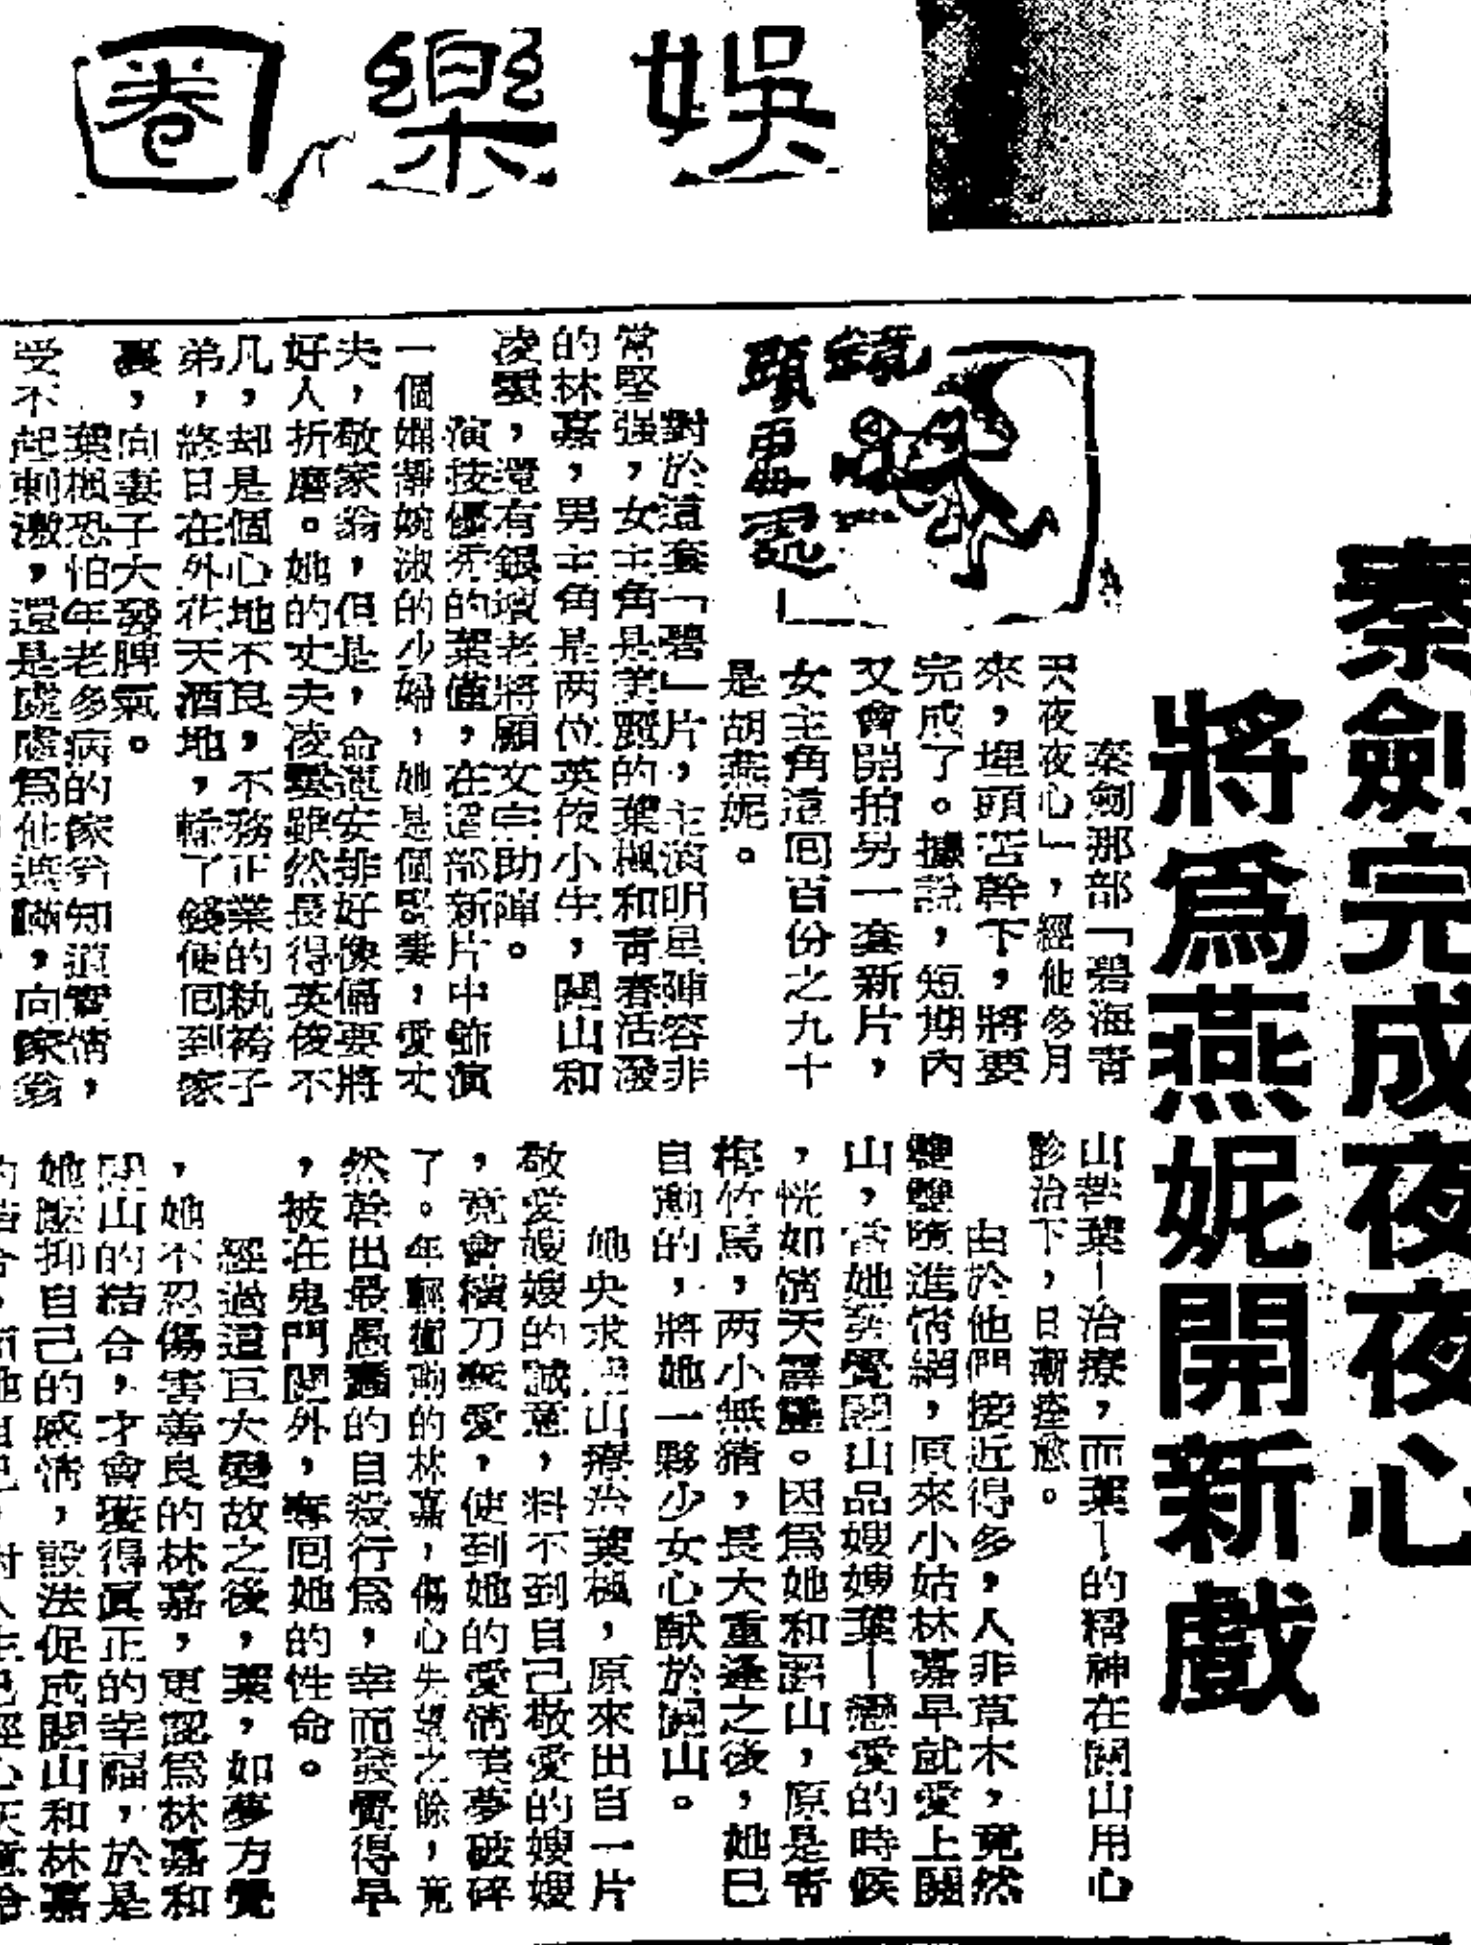 娛樂圈
秦劍完成夜夜心
將為燕妮開新戲
鏡頭
秦劍那部「碧海青
天夜夜心」，經他多月
來，埋頭苦幹下，將要
完成了。據說，短期內
又會開拍另一套新片，
女主角這回百份之九十
是胡燕妮。
對於這套「碧」片，主演明星陣容非
常堅强，女主角是美麗的葉楓和青春活潑
的林嘉，男主角是两位英俊小生，關山和
凌雲，還有銀壇老將顧文宗助陣。
演技優秀的葉楓，在這部新片中飾演
一個嫻靜婉淑的少婦，她是個賢妻，愛丈
夫，敬家翁，但是，命運安排好像偏要將
好人折磨。她的丈夫凌雲雖然長得英俊不
凡，却是個心地不良，不務正業的紈袴子
弟，終日在外花天酒地，輸了錢便囘到家
裏，向妻子大發脾氣。
葉楓恐怕年老多病的家翁知道實情，
受不起刺激，還是處處為他遮瞞，向家翁
山替葉　治療，而葉　的精神在關山用心
診治下，日漸痊愈。
由於他們接近得多，人非草木，竟然
雙雙墮進情網，原來小姑林嘉早就愛上關
山，當她發覺關山品嫂嫂葉　戀愛的時候
，恍如情天霹靂。因為她和關山，原是青
梅竹馬，两小無猜，長大重逢之後，她已
自動的，將她一夥少女心献於關山。
她央求關山療治葉楓，原來出自一片
敬愛嫂嫂的誠意，料不到自己敬愛的嫂嫂
，竟會橫刀奪愛，使到她的愛情美夢破碎
了。年輕衝動的林嘉，傷心失望之餘，竟
然幹出最愚蠢的自殺行為，幸而發覺得早
，被在鬼門關外，奪囘她的性命。
經過這巨大變故之後，葉，如夢方覺
，她不忍傷害善良的林嘉，更認為林嘉和
關山的結合，才會獲得真正的幸福，於是
她壓抑自己的感情，設法促成關山和林嘉